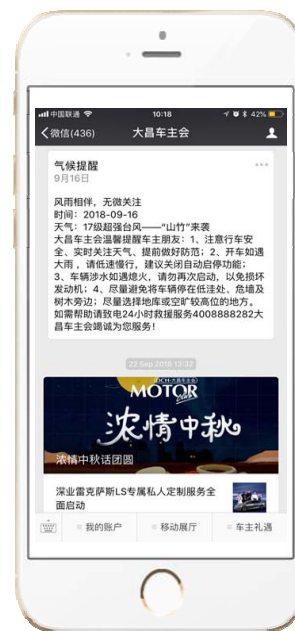 中国联通 10:18 42%
微信(436) 大昌车主会
气候提醒
9月16日
风雨相伴，无微关注
时间：2018-09-16
天气：17级超强台风——“山竹”来袭
大昌车主会温馨提醒车主朋友：1、注意行车安
全、实时关注天气、提前做好防范；2、开车如遇
大雨，请低速慢行，建议关闭自动启停功能；
3、车辆涉水如遇熄火，请勿再次启动，以免损坏
发动机；4、尽量避免将车辆停在低洼处、危墙及
树木旁边；尽量选择地库或空旷较高位的地方。
如需帮助请致电24小时救援服务4008888282大
昌车主会竭诚为您服务！
22 Sep 2018 13:32
DCH·大昌车主会
MOTOR
浓情中秋
浓情中秋话团圆
深业雷克萨斯LS专属私人定制服务全
面启动
我的账户 移动展厅 车主礼遇